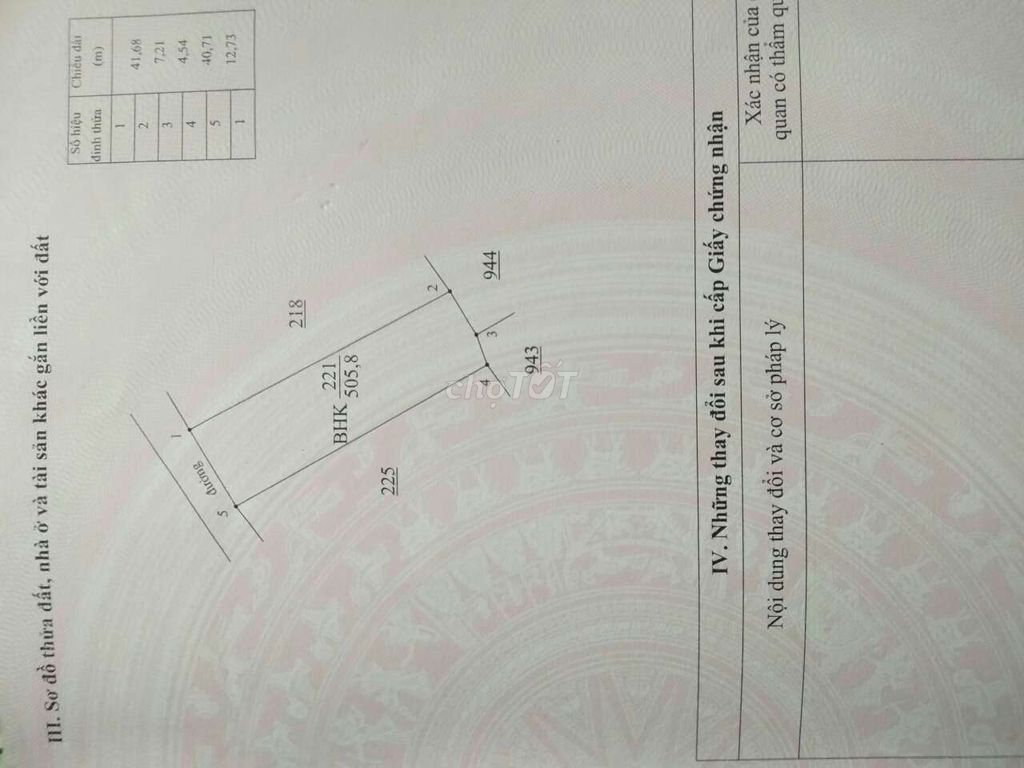 III. Sơ đồ thửa đất, nhà ở và tài sản khác gắn liền với đất
Số hiệu đỉnh thửa
Chiều dài (m)
1
41,68
2
7,21
3
4,54
4
40,71
5
12,73
1
đường
1
5
218
2
BHK 221
505,8
225
4
3
944
943
chợTỐT
IV. Những thay đổi sau khi cấp Giấy chứng nhận
Nội dung thay đổi và cơ sở pháp lý
Xác nhận của
quan có thẩm qu